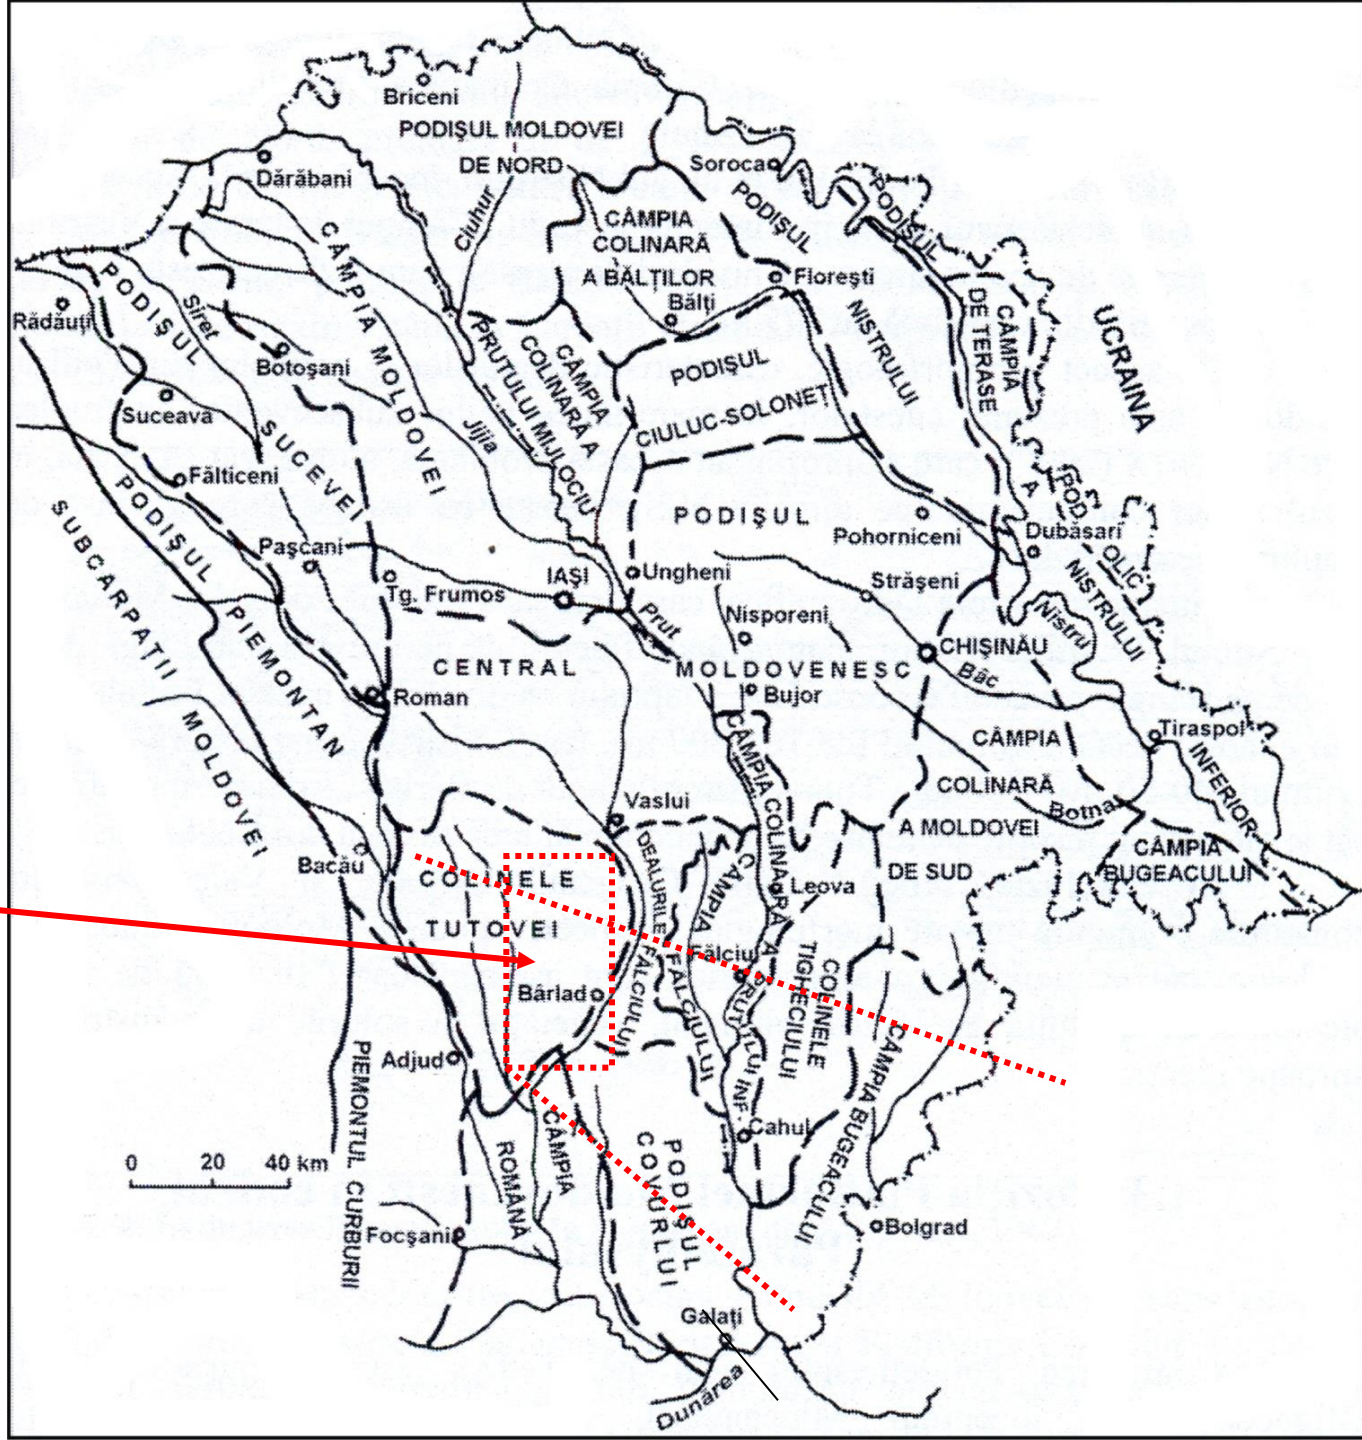 Briceni
PODIŞUL MOLDOVEI
DE NORD
Dărăbani
Soroca
Ciuhur
CÂMPIA
COLINARĂ
A BĂLŢILOR
Bălţi
PODIŞUL
NISTRULUI
Floreşti
PODIŞUL
DE TERASE
CÂMPIA
UCRAINA
Rădăuţi
PODIŞUL
SUCEVEI
Siret
CÂMPIA MOLDOVEI
Botoşani
Suceava
Fălticeni
Jijia
CÂMPIA
COLINARĂ A
PRUTULUI MIJLOCIU
PODIŞUL
CIULUC-SOLONEŢ
A
POD.
PODIŞUL
PIEMONTAN
SUBCARPATII
MOLDOVEI
Paşcani
Tg. Frumos
IAŞI
Ungheni
Prut
PODIŞUL
Pohorniceni
Dubăsari
OLIC
NISTRULUI
Străşeni
Nisporeni
Nistru
CHIŞINĂU
Bâc
CENTRAL
MOLDOVENESC
Bujor
Roman
CÂMPIA
COLINARĂ
A MOLDOVEI
DE SUD
Botna
Tiraspol
INFERIOR
CÂMPIA
BUGEACULUI
Vaslui
Bacău
COLINELE
TUTOVEI
Bârlad
DEALURILE
FĂLCIULUI
CÂMPIA
FĂLCIULUI
Fălciu
CÂMPIA COLINARĂ A
PRUTULUI INF.
Leova
COLINELE
TIGHECIULUI
CÂMPIA BUGEACULUI
Adjud
Cahul
PIEMONTUL CURBURII
0 20 40 km
CÂMPIA
ROMÂNĂ
PODIŞUL
COVURLUI
Focşani
Bolgrad
Galaţi
Dunărea